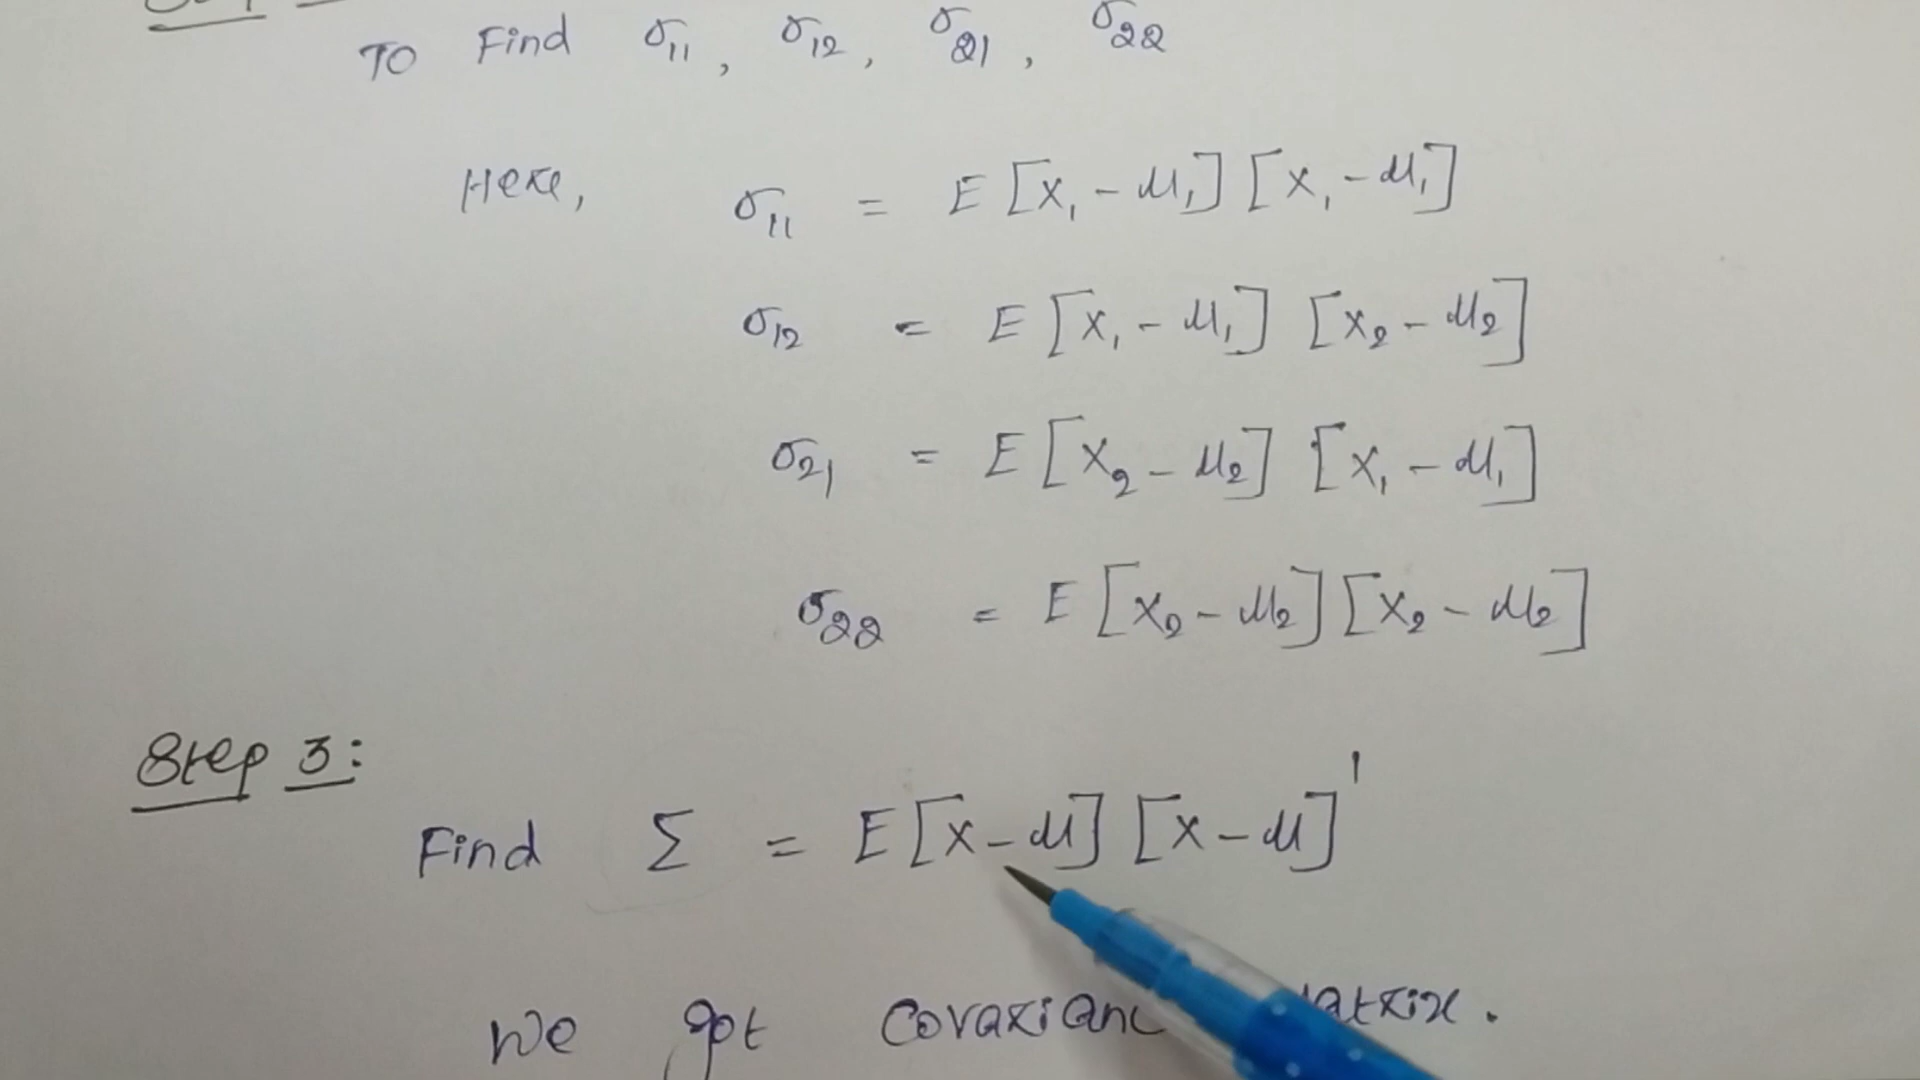 To Find σ₁₁, σ₁₂, σ₂₁, σ₂₂
Here, σ₁₁ = E[X₁-μ₁][X₁-μ₁]
σ₁₂ = E[X₁-μ₁][X₂-μ₂]
σ₂₁ = E[X₂-μ₂][X₁-μ₁]
σ₂₂ = E[X₂-μ₂][X₂-μ₂]
Step 3:
Find Σ = E[X-μ][X-μ]'
We got